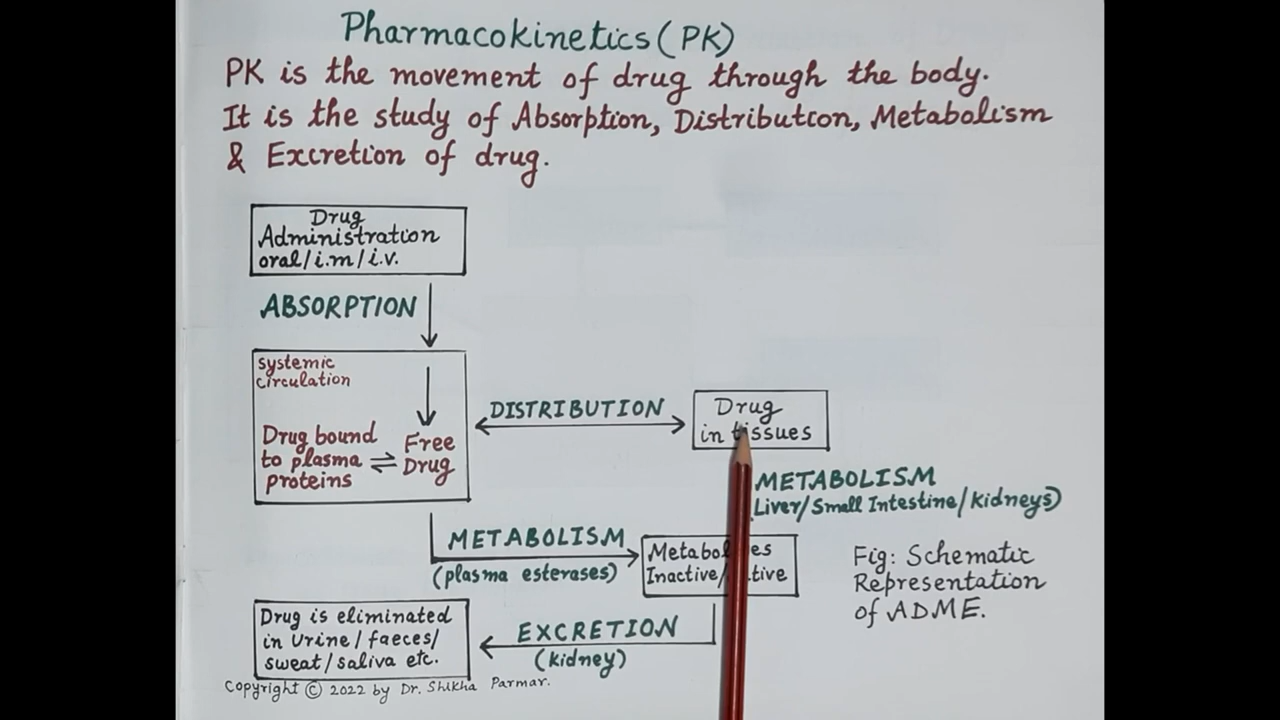 Pharmacokinetics (PK)
PK is the movement of drug through the body.
It is the study of Absorption, Distribution, Metabolism
& Excretion of drug.
Drug
Administration
oral/i.m/i.v.
ABSORPTION
systemic
circulation
Drug bound
to plasma
proteins
⇌
Free
Drug
DISTRIBUTION
Drug
in tissues
METABOLISM
(Liver/Small Intestine/kidneys)
METABOLISM
(plasma esterases)
Inactive/
Fig: Schematic
Representation
of ADME.
EXCRETION
(kidney)
Drug is eliminated
in Urine/faeces/
sweat/saliva etc.
Copyright © 2022 by Dr. Shikha Parmar.